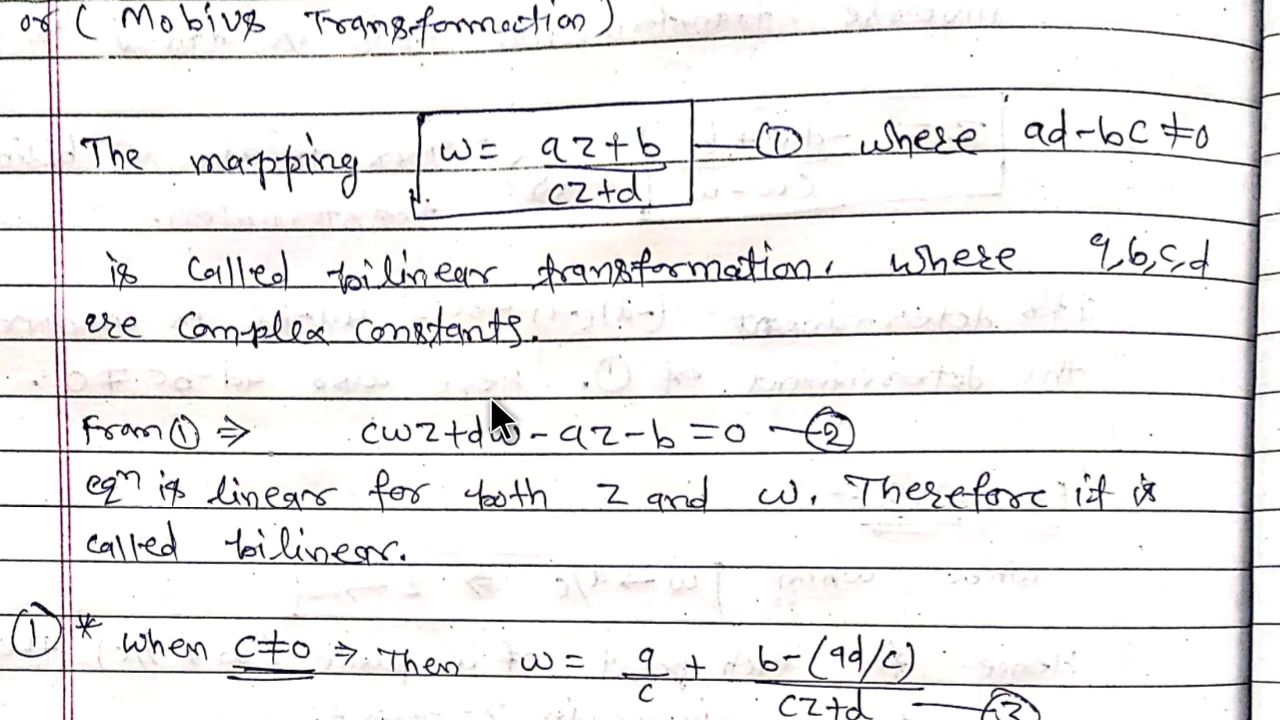 or ( Mobius Transformation)
The mapping w = az+b / cz+d — ① where ad-bc ≠0
is called bilinear transformation, where a,b,c,d
are complex constants.
From ① ⇒ cwz+dw-az-b=0 —②
eqⁿ is linear for both z and w. Therefore it is
called bilinear.
① * when c≠0 ⇒ Then w = a/c + b-(ad/c) / cz+d —③